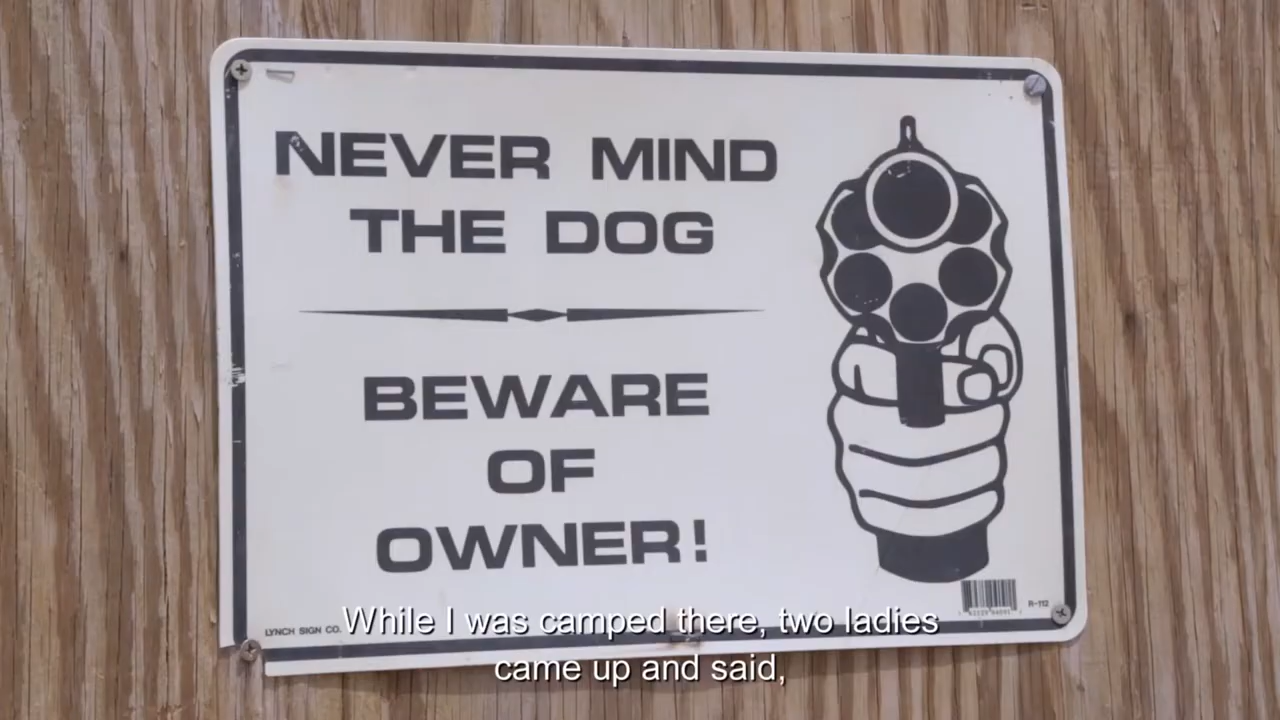 NEVER MIND
THE DOG
BEWARE
OF
OWNER!
R-112
LYNCH SIGN CO.
While I was camped there, two ladies
came up and said,